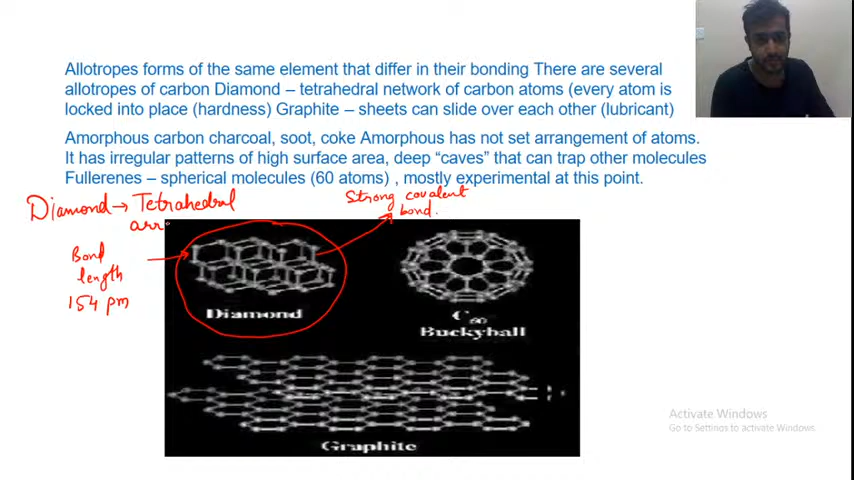 Allotropes forms of the same element that differ in their bonding There are several
allotropes of carbon Diamond – tetrahedral network of carbon atoms (every atom is
locked into place (hardness) Graphite – sheets can slide over each other (lubricant)
Amorphous carbon charcoal, soot, coke Amorphous has not set arrangement of atoms.
It has irregular patterns of high surface area, deep “caves” that can trap other molecules
Fullerenes – spherical molecules (60 atoms) , mostly experimental at this point.
Diamond → Tetrahedral
arr
Strong covalent
bond.
Bond
length
154 pm
Diamond
C60
Buckyball
Graphite
Activate Windows
Go to Settings to activate Windows.